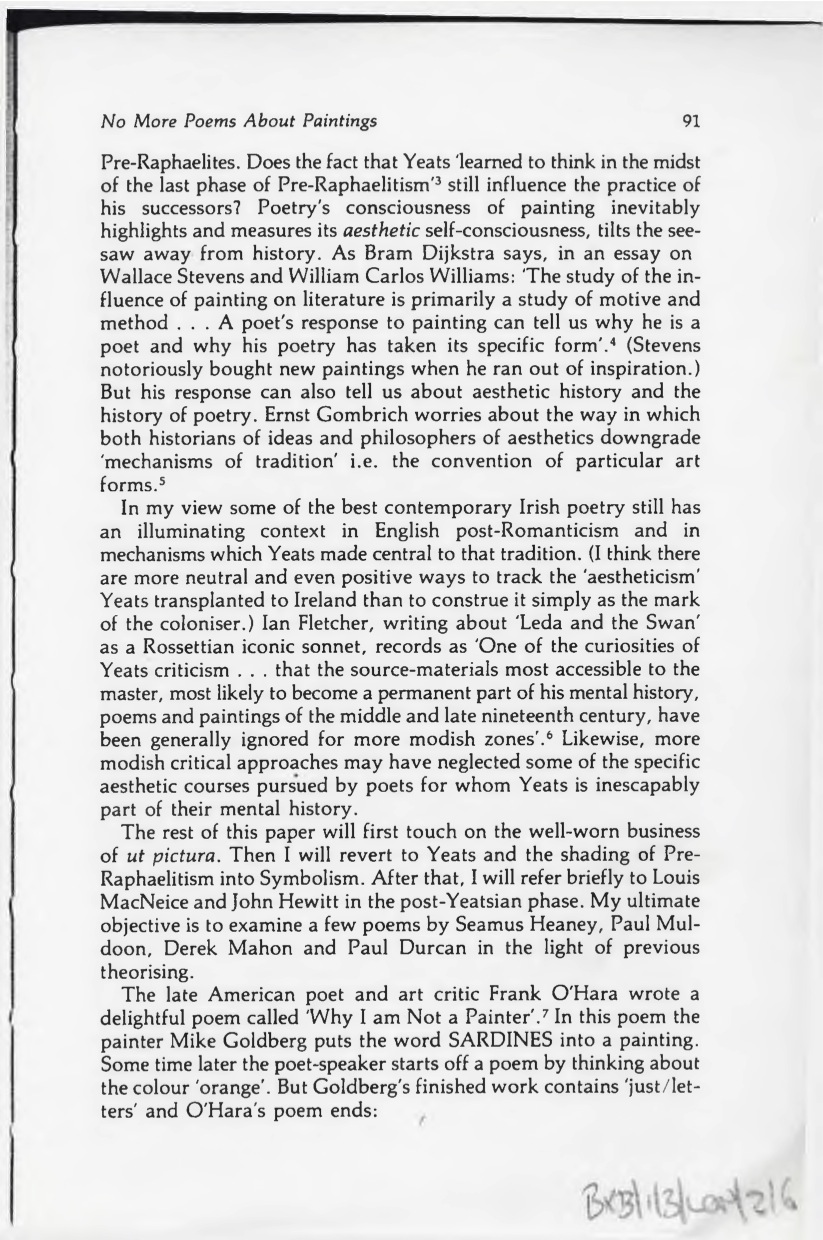 No More Poems About Paintings 91
Pre-Raphaelites. Does the fact that Yeats 'learned to think in the midst
of the last phase of Pre-Raphaelitism'³ still influence the practice of
his successors? Poetry's consciousness of painting inevitably
highlights and measures its aesthetic self-consciousness, tilts the see-
saw away from history. As Bram Dijkstra says, in an essay on
Wallace Stevens and William Carlos Williams: 'The study of the in-
fluence of painting on literature is primarily a study of motive and
method . . . A poet's response to painting can tell us why he is a
poet and why his poetry has taken its specific form'.⁴ (Stevens
notoriously bought new paintings when he ran out of inspiration.)
But his response can also tell us about aesthetic history and the
history of poetry. Ernst Gombrich worries about the way in which
both historians of ideas and philosophers of aesthetics downgrade
'mechanisms of tradition' i.e. the convention of particular art
forms.⁵
In my view some of the best contemporary Irish poetry still has
an illuminating context in English post-Romanticism and in
mechanisms which Yeats made central to that tradition. (I think there
are more neutral and even positive ways to track the 'aestheticism'
Yeats transplanted to Ireland than to construe it simply as the mark
of the coloniser.) Ian Fletcher, writing about 'Leda and the Swan'
as a Rossettian iconic sonnet, records as 'One of the curiosities of
Yeats criticism . . . that the source-materials most accessible to the
master, most likely to become a permanent part of his mental history,
poems and paintings of the middle and late nineteenth century, have
been generally ignored for more modish zones'.⁶ Likewise, more
modish critical approaches may have neglected some of the specific
aesthetic courses pursued by poets for whom Yeats is inescapably
part of their mental history.
The rest of this paper will first touch on the well-worn business
of ut pictura. Then I will revert to Yeats and the shading of Pre-
Raphaelitism into Symbolism. After that, I will refer briefly to Louis
MacNeice and John Hewitt in the post-Yeatsian phase. My ultimate
objective is to examine a few poems by Seamus Heaney, Paul Mul-
doon, Derek Mahon and Paul Durcan in the light of previous
theorising.
The late American poet and art critic Frank O'Hara wrote a
delightful poem called 'Why I am Not a Painter'.⁷ In this poem the
painter Mike Goldberg puts the word SARDINES into a painting.
Some time later the poet-speaker starts off a poem by thinking about
the colour 'orange'. But Goldberg's finished work contains 'just/let-
ters' and O'Hara's poem ends: